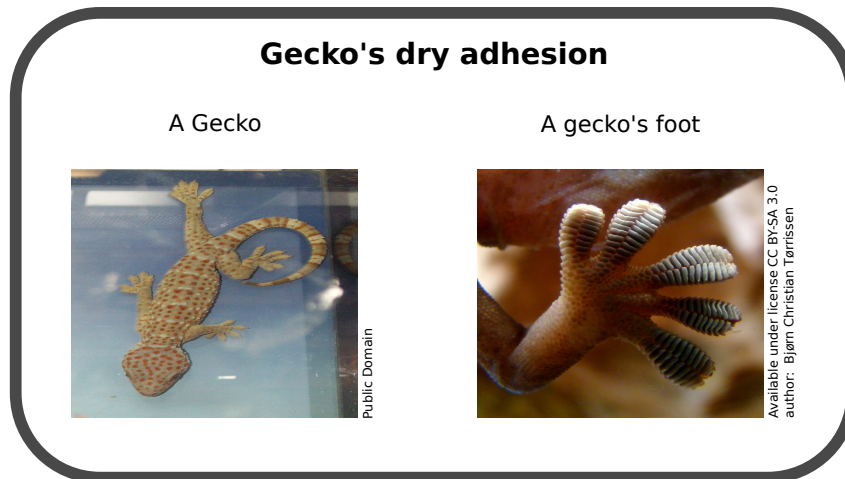 Gecko's dry adhesion
A Gecko
A gecko's foot
Public Domain
Available under license CC BY-SA 3.0
author: Bjørn Christian Tørrissen